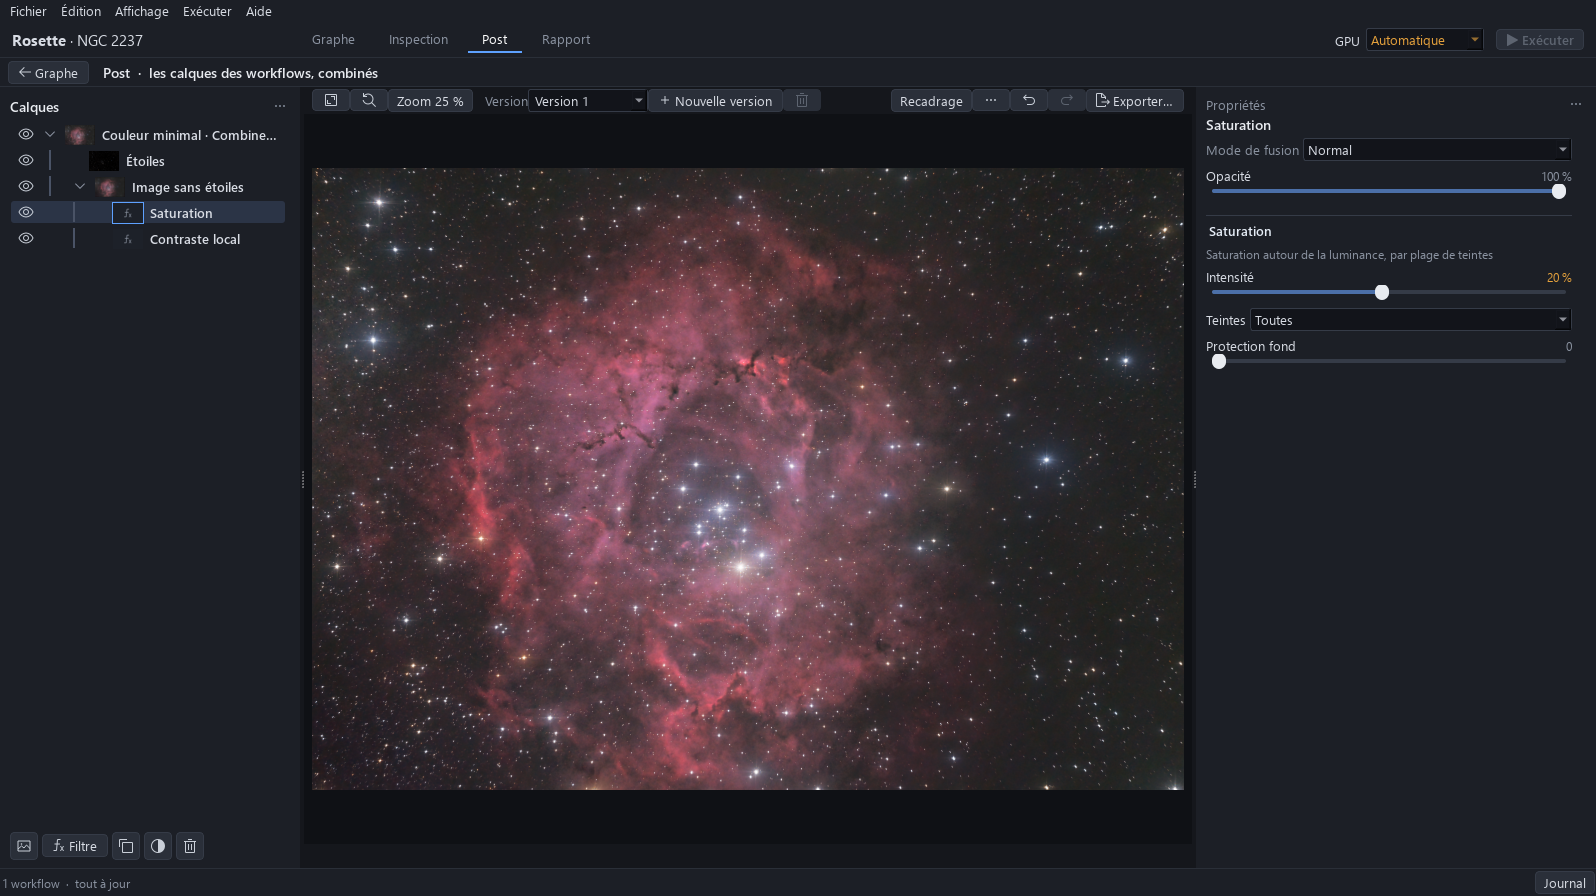 Fichier Édition Affichage Exécuter Aide
Rosette · NGC 2237 Graphe Inspection Post Rapport GPU Automatique Exécuter
Graphe Post · les calques des workflows, combinés
Calques ...
Zoom 25 % Version Version 1 + Nouvelle version Recadrage ... Exporter...
Couleur minimal · Combine...
Étoiles
Image sans étoiles
fx Saturation
fx Contraste local
Propriétés ...
Saturation
Mode de fusion Normal
Opacité 100 %
Saturation
Saturation autour de la luminance, par plage de teintes
Intensité 20 %
Teintes Toutes
Protection fond 0
fx Filtre
1 workflow · tout à jour Journal